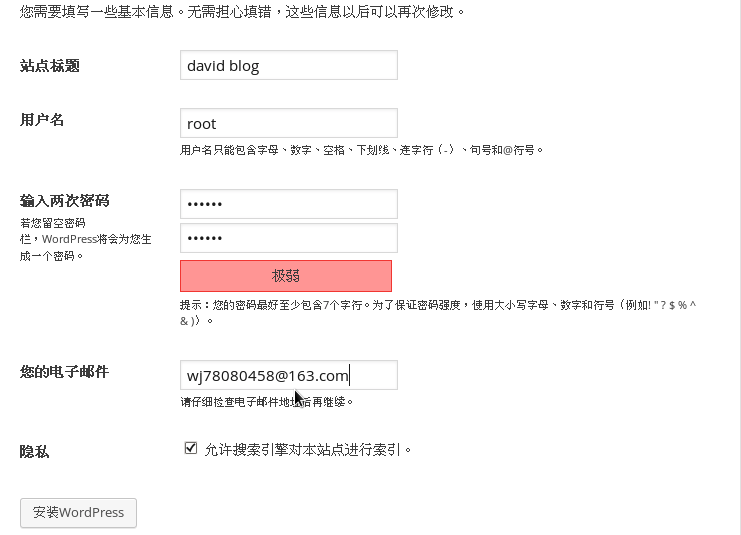 您需要填写一些基本信息。无需担心填错，这些信息以后可以再次修改。
站点标题
david blog
用户名
root
用户名只能包含字母、数字、空格、下划线、连字符（-）、句号和@符号。
输入两次密码
若您留空密码
栏，WordPress将会为您生
成一个密码。
••••••
••••••
极弱
提示：您的密码最好至少包含7个字符。为了保证密码强度，使用大小写字母、数字和符号（例如! " ? $ % ^
& )）。
您的电子邮件
wj78080458@163.com
请仔细检查电子邮件地址后再继续。
隐私
允许搜索引擎对本站点进行索引。
安装WordPress